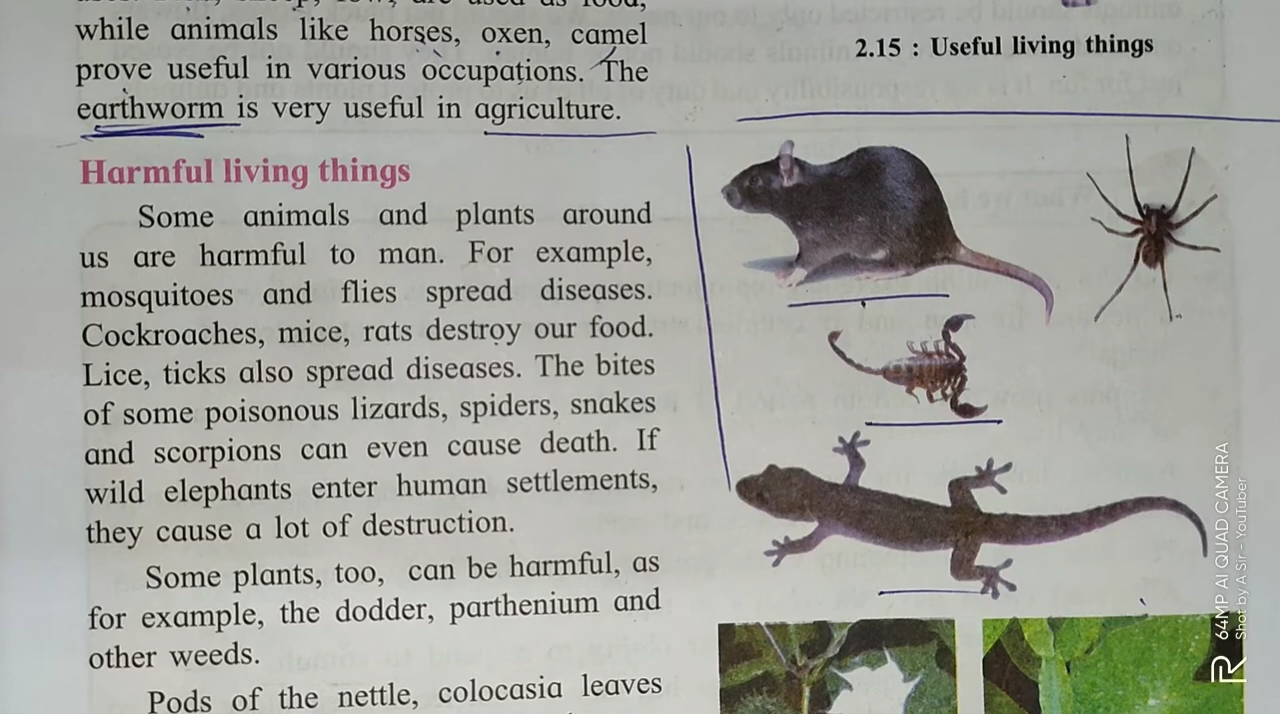 are used as food,
while animals like horses, oxen, camel
prove useful in various occupations. The
earthworm is very useful in agriculture.
2.15 : Useful living things
Harmful living things
Some animals and plants around
us are harmful to man. For example,
mosquitoes and flies spread diseases.
Cockroaches, mice, rats destroy our food.
Lice, ticks also spread diseases. The bites
of some poisonous lizards, spiders, snakes
and scorpions can even cause death. If
wild elephants enter human settlements,
they cause a lot of destruction.
Some plants, too, can be harmful, as
for example, the dodder, parthenium and
other weeds.
Pods of the nettle, colocasia leaves
64MP AI QUAD CAMERA
Shot by A Sir - YouTuber